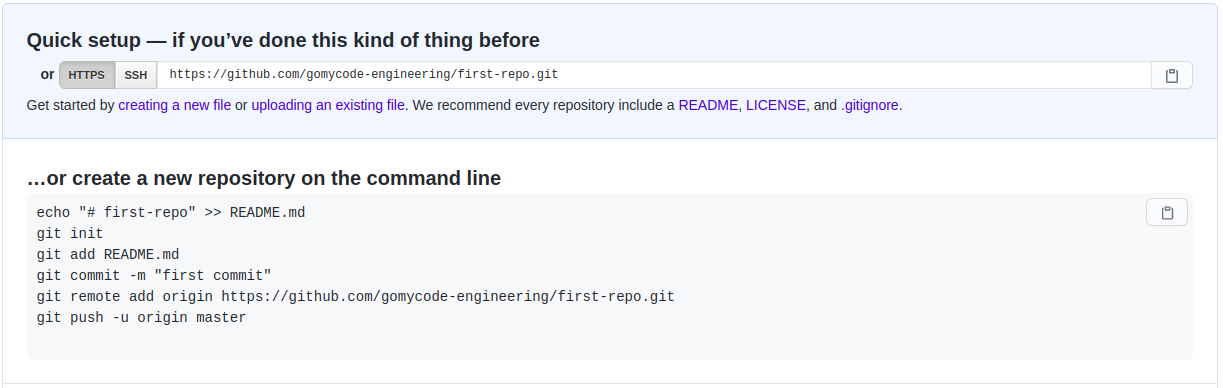 Quick setup — if you’ve done this kind of thing before
or HTTPS SSH https://github.com/gomycode-engineering/first-repo.git
Get started by creating a new file or uploading an existing file. We recommend every repository include a README, LICENSE, and .gitignore.
…or create a new repository on the command line
echo "# first-repo" >> README.md
git init
git add README.md
git commit -m "first commit"
git remote add origin https://github.com/gomycode-engineering/first-repo.git
git push -u origin master